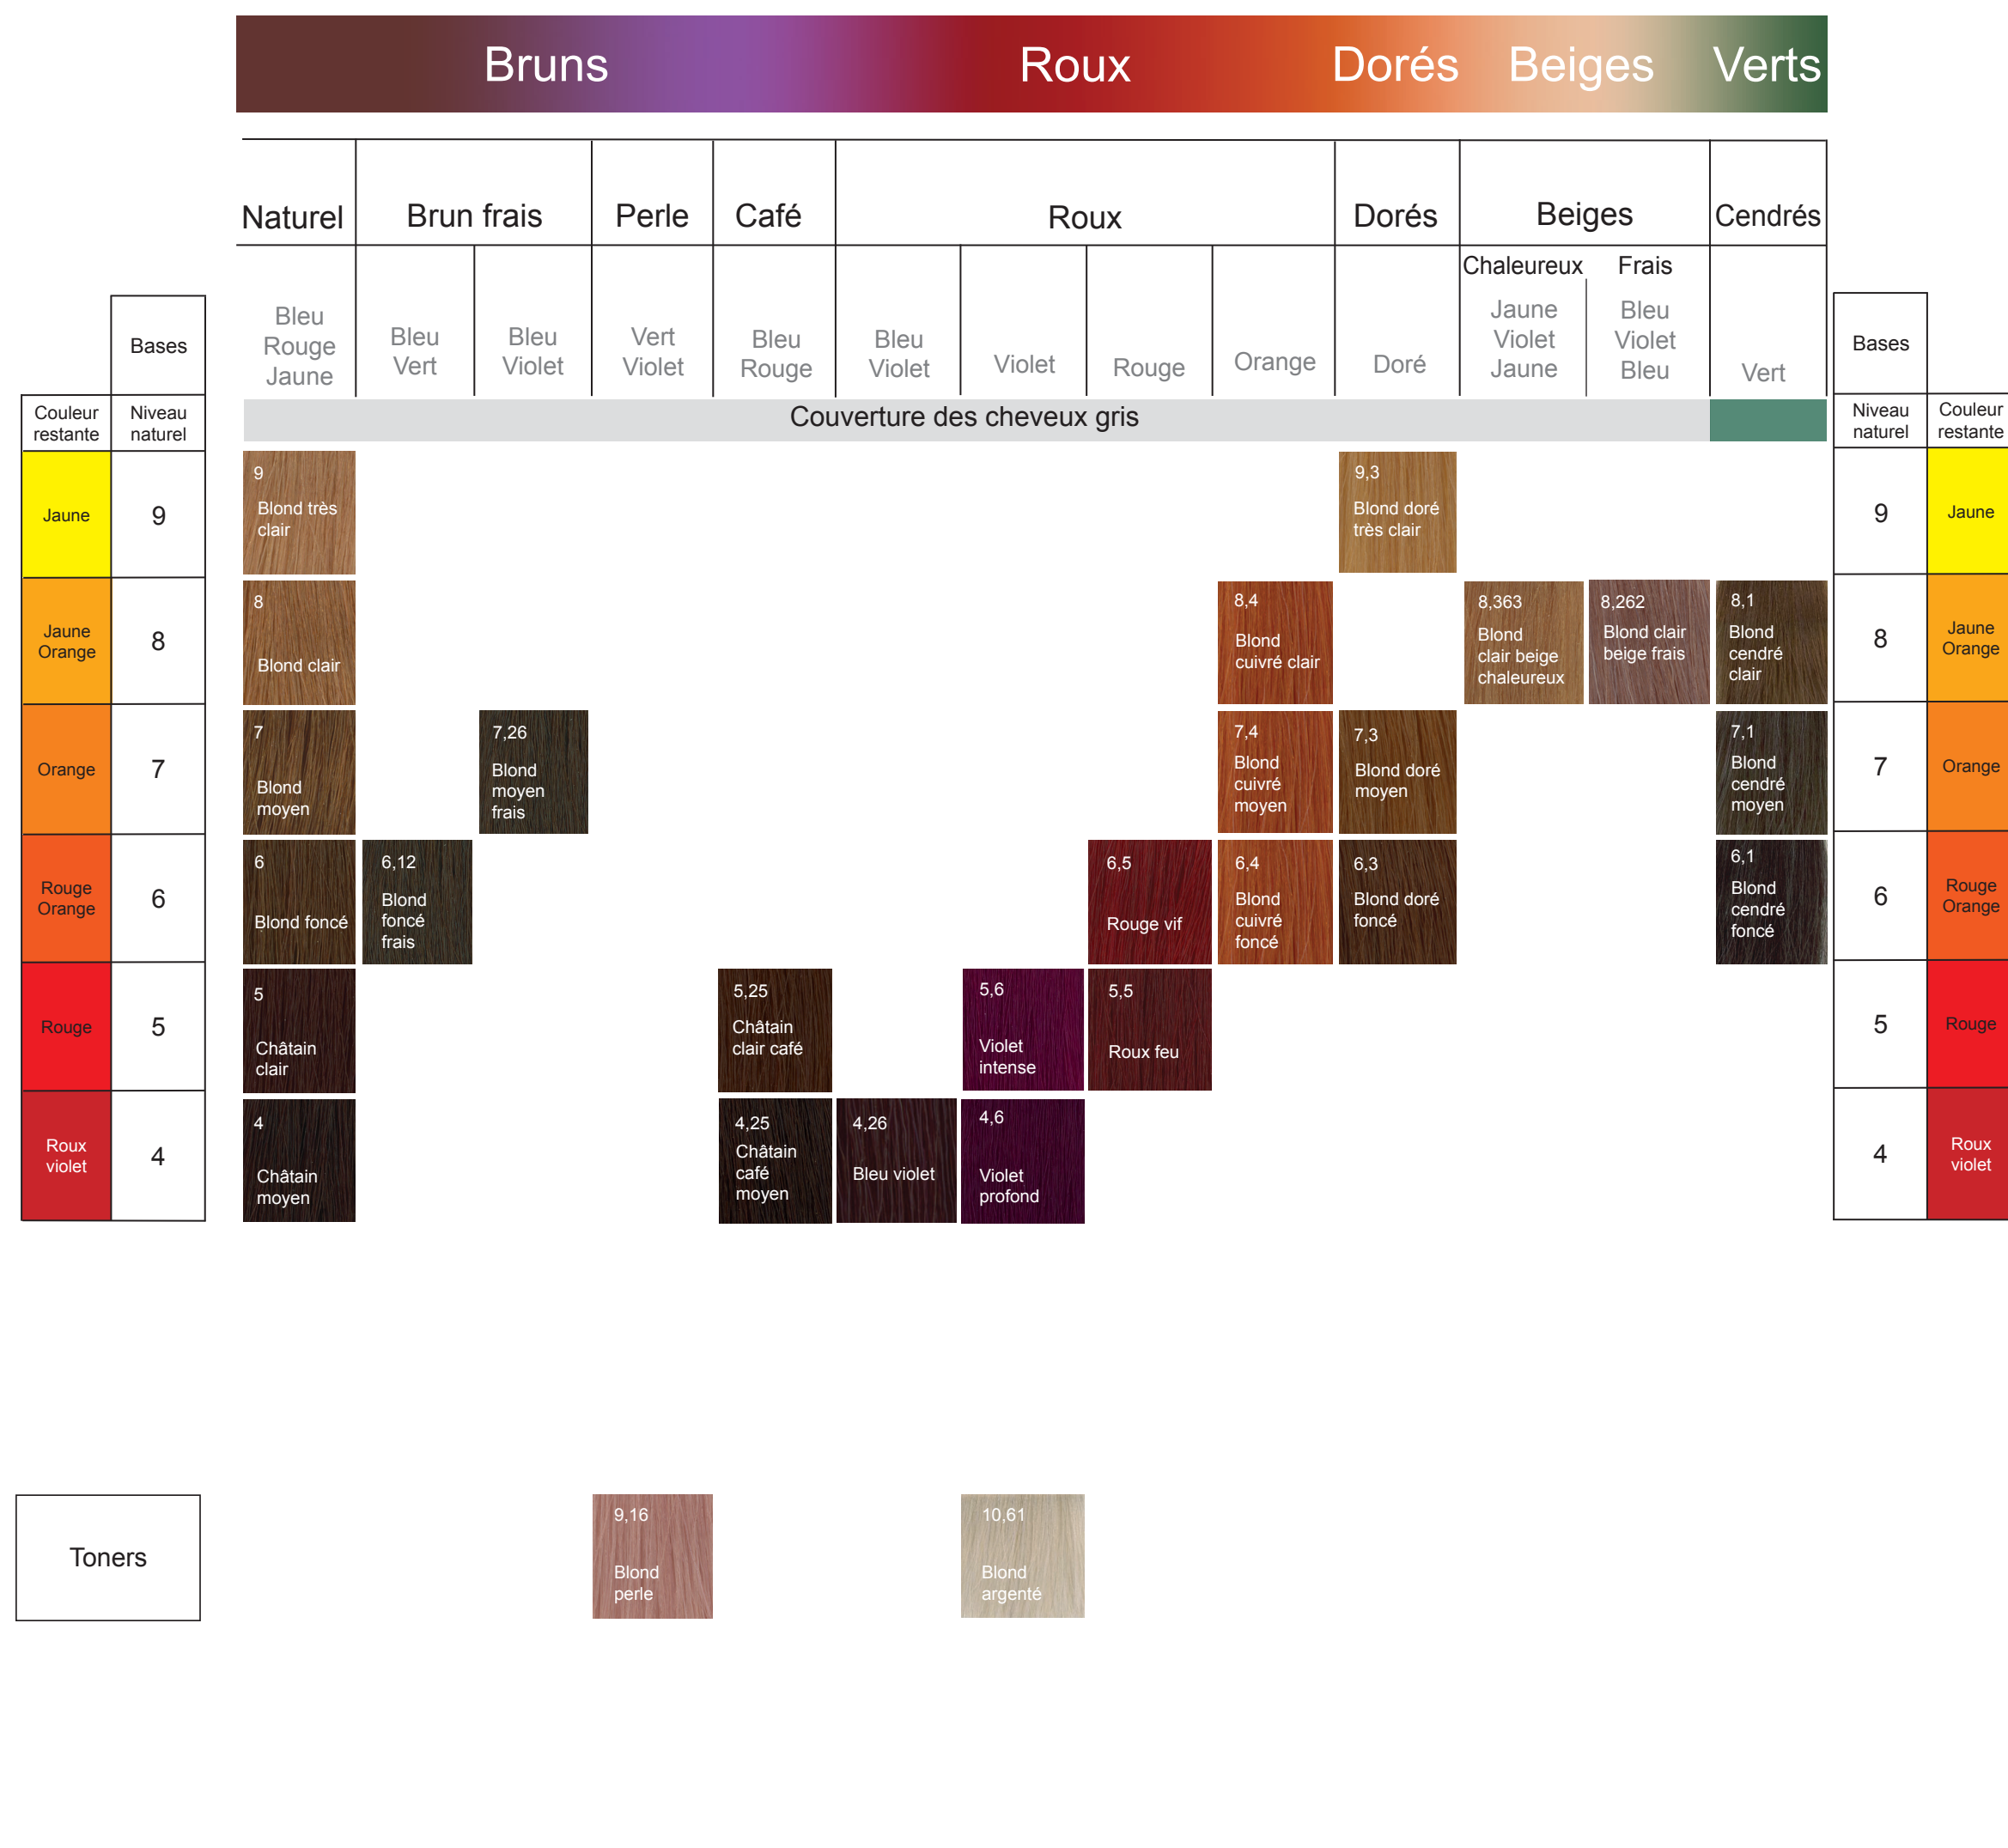 Bruns Roux Dorés Beiges Verts
Naturel Brun frais Perle Café Roux Dorés Beiges Cendrés
Chaleureux Frais
Bases
Bleu
Rouge
Jaune
Bleu
Vert
Bleu
Violet
Vert
Violet
Bleu
Rouge
Bleu
Violet
Violet
Rouge
Orange
Doré
Jaune
Violet
Jaune
Bleu
Violet
Bleu
Vert
Bases
Couleur
restante
Niveau
naturel
Couverture des cheveux gris
Niveau
naturel
Couleur
restante
Jaune
9
9
Blond très
clair
9,3
Blond doré
très clair
9
Jaune
Jaune
Orange
8
8
Blond clair
8,4
Blond
cuivré clair
8,363
Blond
clair beige
chaleureux
8,262
Blond clair
beige frais
8,1
Blond
cendré
clair
8
Jaune
Orange
Orange
7
7
Blond
moyen
7,26
Blond
moyen
frais
7,4
Blond
cuivré
moyen
7,3
Blond doré
moyen
7,1
Blond
cendré
moyen
7
Orange
Rouge
Orange
6
6
Blond foncé
6,12
Blond
foncé
frais
6,5
Rouge vif
6,4
Blond
cuivré
foncé
6,3
Blond doré
foncé
6,1
Blond
cendré
foncé
6
Rouge
Orange
Rouge
5
5
Châtain
clair
5,25
Châtain
clair café
5,6
Violet
intense
5,5
Roux feu
5
Rouge
Roux
violet
4
4
Châtain
moyen
4,25
Châtain
café
moyen
4,26
Bleu violet
4,6
Violet
profond
4
Roux
violet
Toners
9,16
Blond
perle
10,61
Blond
argenté